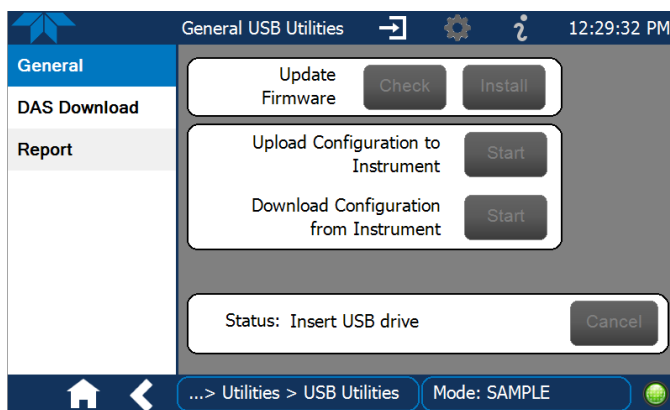 General USB Utilities
12:29:32 PM
General
DAS Download
Report
Update
Firmware
Check
Install
Upload Configuration to
Instrument
Start
Download Configuration
from Instrument
Start
Status: Insert USB drive
Cancel
...> Utilities > USB Utilities
Mode: SAMPLE